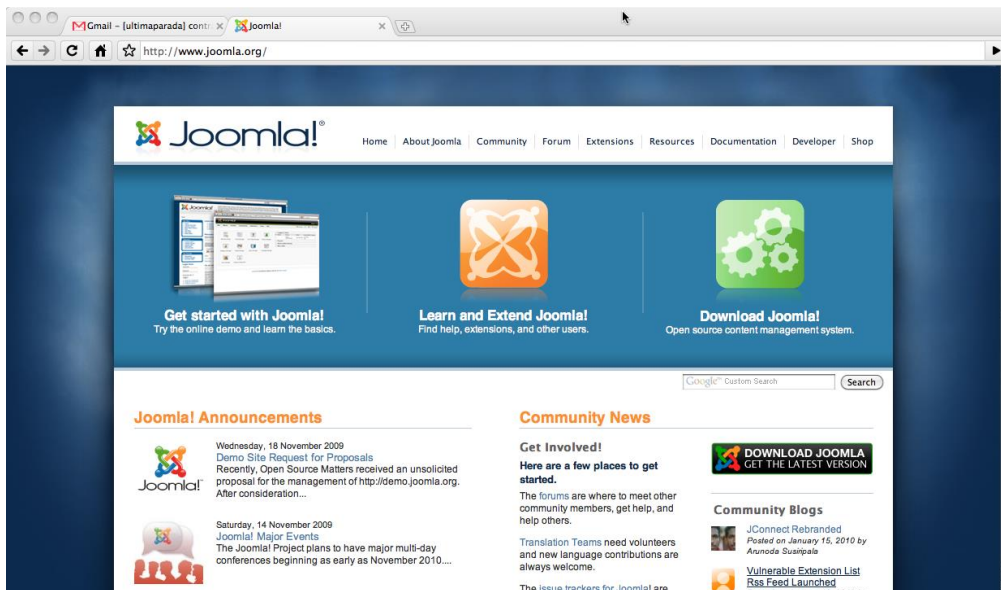 Gmail – [ultimaparada] contr
Joomla!
http://www.joomla.org/
Joomla!®
Home
About Joomla
Community
Forum
Extensions
Resources
Documentation
Developer
Shop
Get started with Joomla!
Try the online demo and learn the basics.
Learn and Extend Joomla!
Find help, extensions, and other users.
Download Joomla!
Open source content management system.
Google™ Custom Search
Search
Joomla! Announcements
Joomla!
Wednesday, 18 November 2009
Demo Site Request for Proposals
Recently, Open Source Matters received an unsolicited
proposal for the management of http://demo.joomla.org.
After consideration...
Saturday, 14 November 2009
Joomla! Major Events
The Joomla! Project plans to have major multi-day
conferences beginning as early as November 2010....
Community News
Get Involved!
Here are a few places to get
started.
The forums are where to meet other
community members, get help, and
help others.
Translation Teams need volunteers
and new language contributions are
always welcome.
The issue trackers for Joomla! are
DOWNLOAD JOOMLA
GET THE LATEST VERSION
Community Blogs
JConnect Rebranded
Posted on January 15, 2010 by
Arunoda Susiripala
Vulnerable Extension List
Rss Feed Launched